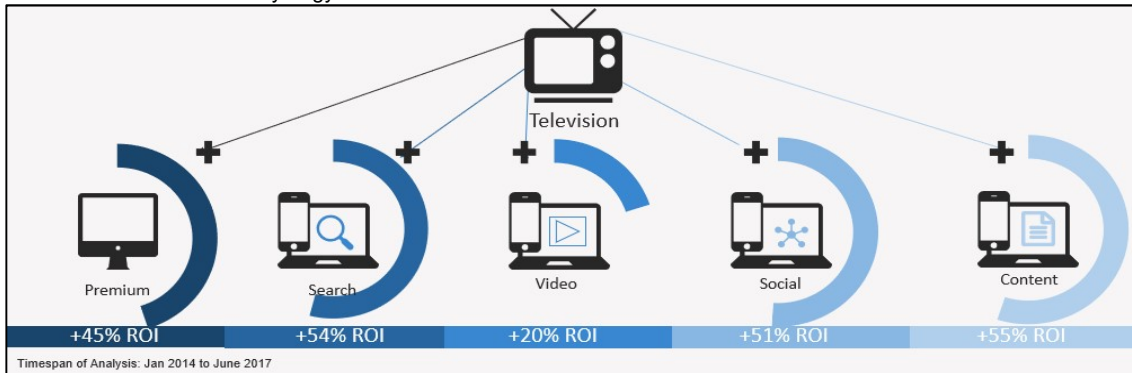 Television
Premium
Search
Video
Social
Content
+45% ROI
+54% ROI
+20% ROI
+51% ROI
+55% ROI
Timespan of Analysis: Jan 2014 to June 2017